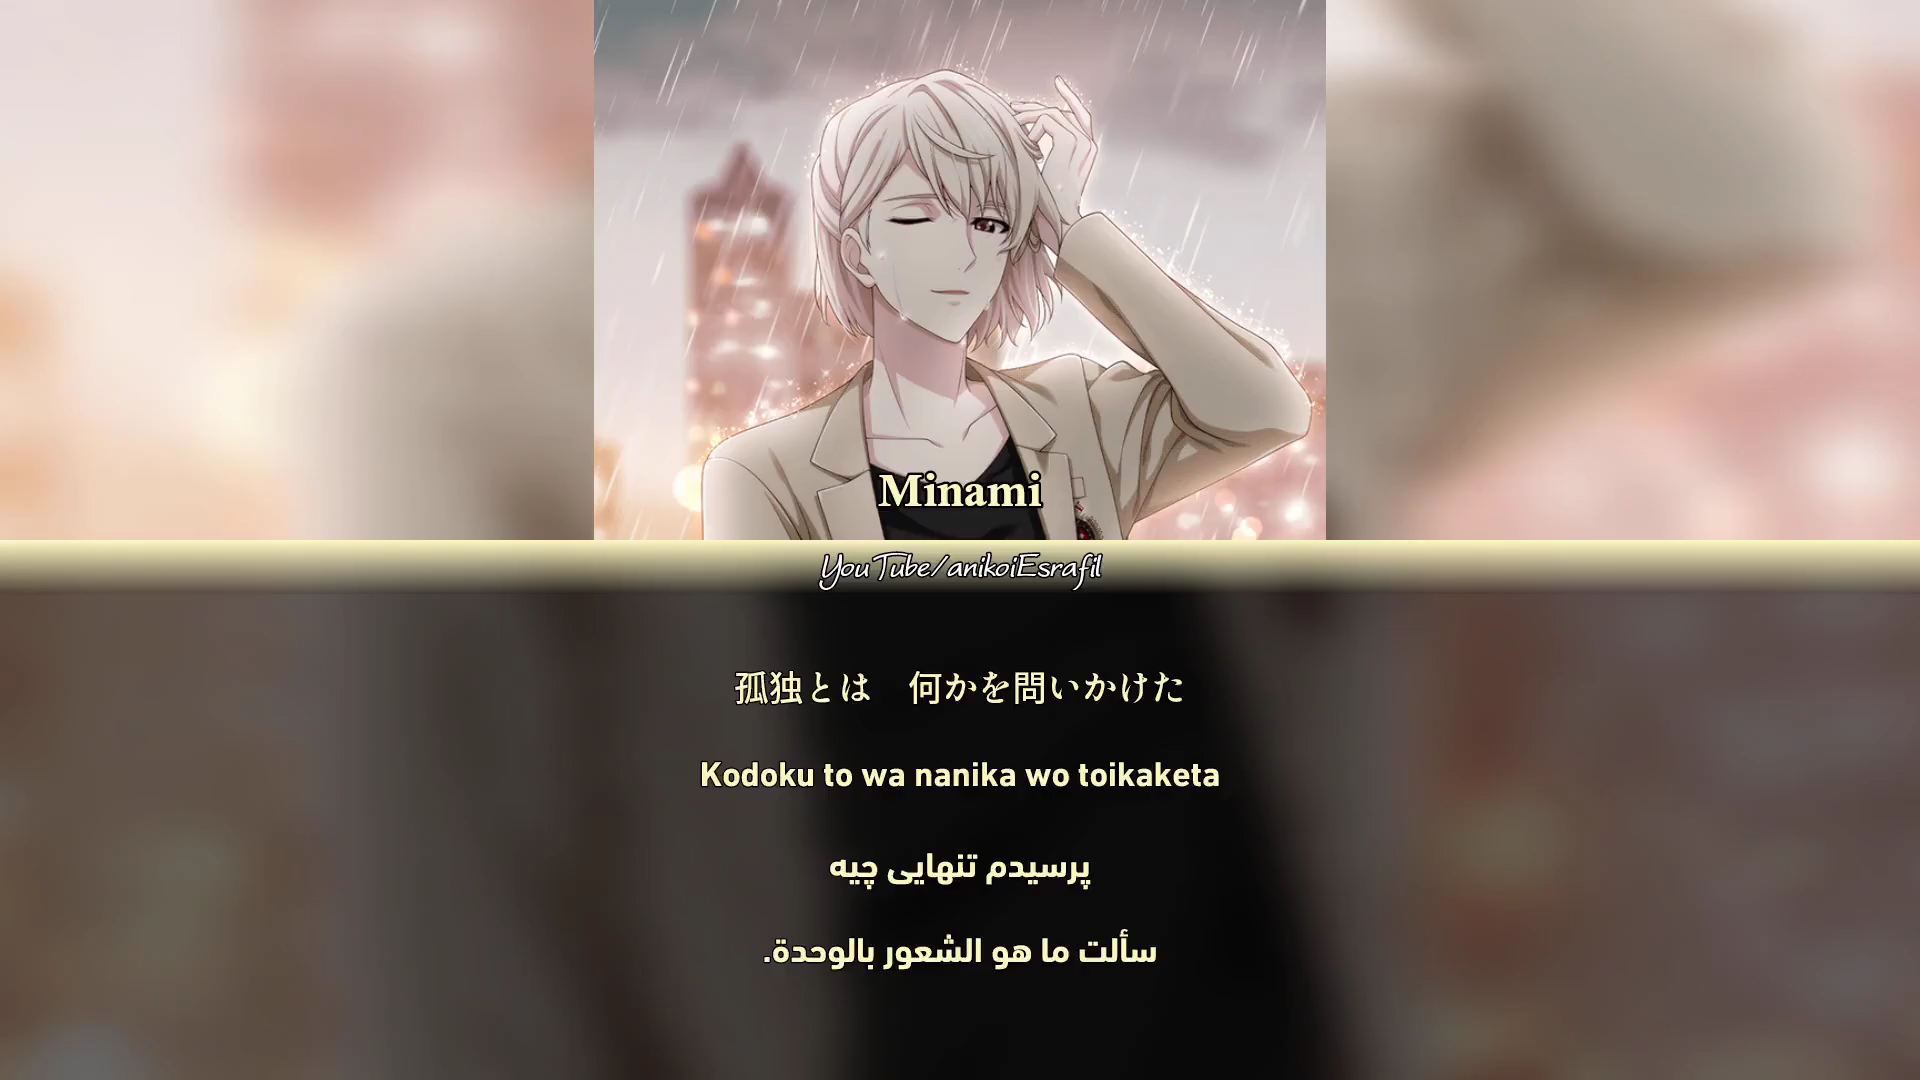 Minami
YouTube/anikoiEsrafil
孤独とは　何かを問いかけた
Kodoku to wa nanika wo toikaketa
پرسیدم تنهایی چیه
سألت ما هو الشعور بالوحدة.